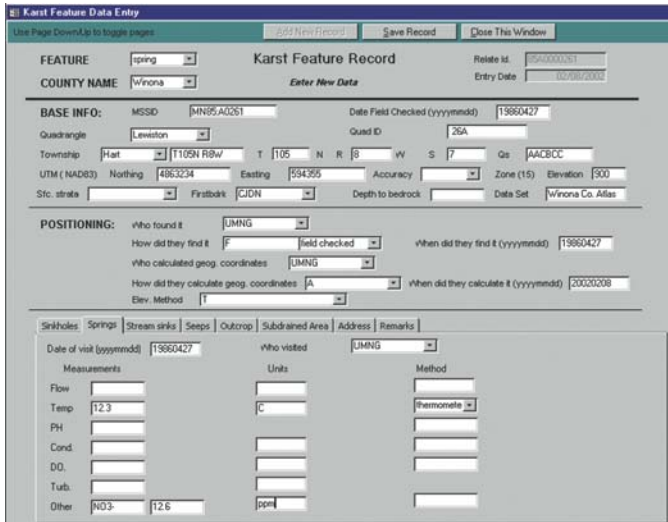 Karst Feature Data Entry
Use Page Down/Up to toggle pages Add New Record Save Record Close This Window
FEATURE spring Karst Feature Record Relate Id. 85A0000261
COUNTY NAME Winona Enter New Data Entry Date 02/08/2002
BASE INFO: MSSID MN85:A0261 Date Field Checked (yyyymmdd) 19860427
Quadrangle Lewiston Quad ID 26A
Township Hart T105N R8W T 105 N R 8 W S 7 Qs AACBCC
UTM ( NAD83) Northing 4863234 Easting 594355 Accuracy Zone (15) Elevation 900
Sfc. strata Firstbdrk CJDN Depth to bedrock Data Set Winona Co. Atlas
POSITIONING: Who found it UMNG
How did they find it F field checked When did they find it (yyyymmdd) 19860427
Who calculated geog. coordinates UMNG
How did they calculate geog. coordinates A When did they calculate it (yyyymmdd) 20020208
Elev. Method T
Sinkholes Springs Stream sinks Seeps Outcrop Subdrained Area Address Remarks
Date of visit (yyyymmdd) 19860427 Who visited UMNG
Measurements Units Method
Flow
Temp 12.3 C thermomete
PH
Cond.
DO.
Turb.
Other NO3- 12.6 ppm